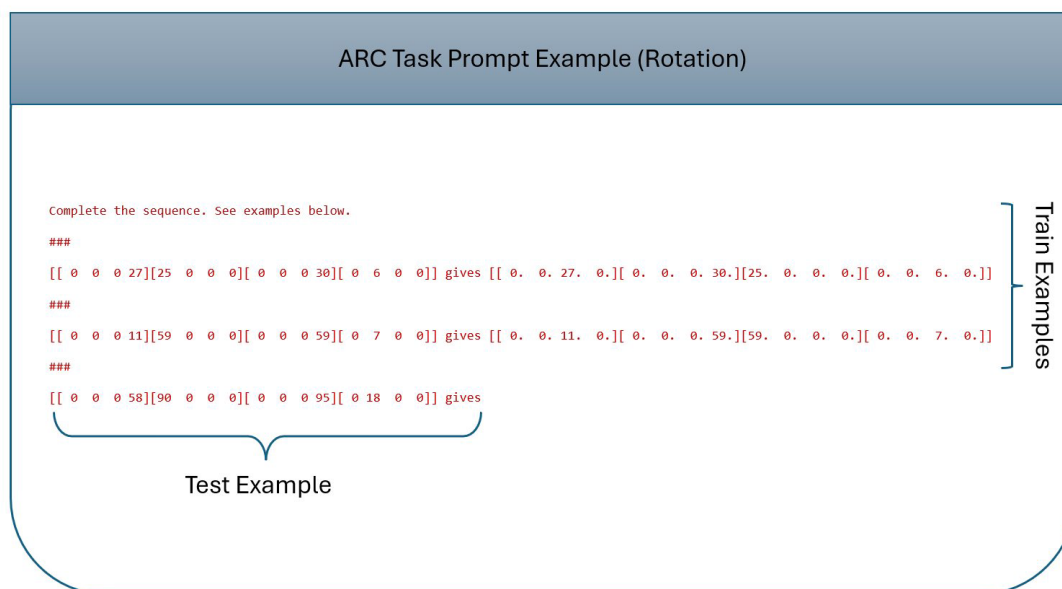 ARC Task Prompt Example (Rotation)
Complete the sequence. See examples below.
###
[[ 0  0  0 27][25  0  0  0][ 0  0  0 30][ 0  6  0  0]] gives [[ 0.  0. 27.  0.][ 0.  0.  0. 30.][25.  0.  0.  0.][ 0.  0.  6.  0.]]
###
[[ 0  0  0 11][59  0  0  0][ 0  0  0 59][ 0  7  0  0]] gives [[ 0.  0. 11.  0.][ 0.  0.  0. 59.][59.  0.  0.  0.][ 0.  0.  7.  0.]]
###
[[ 0  0  0 58][90  0  0  0][ 0  0  0 95][ 0 18  0  0]] gives
Train Examples
Test Example